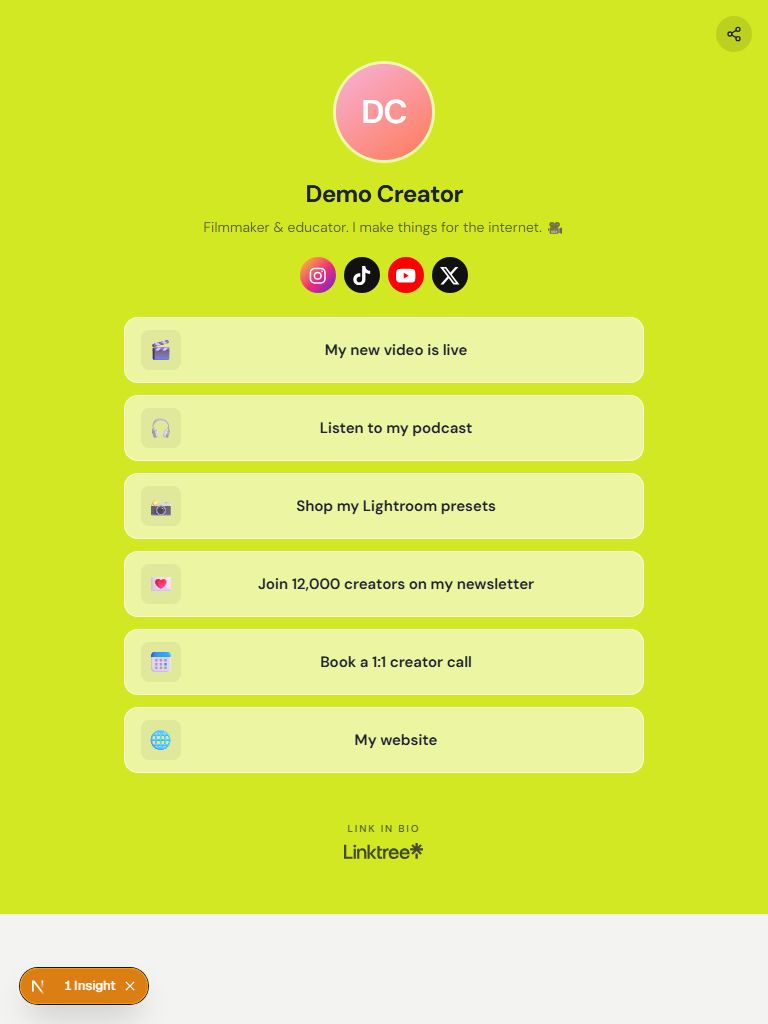 DC
Demo Creator
Filmmaker & educator. I make things for the internet. 🎥
My new video is live
Listen to my podcast
Shop my Lightroom presets
Join 12,000 creators on my newsletter
Book a 1:1 creator call
My website
LINK IN BIO
Linktree
N 1 Insight